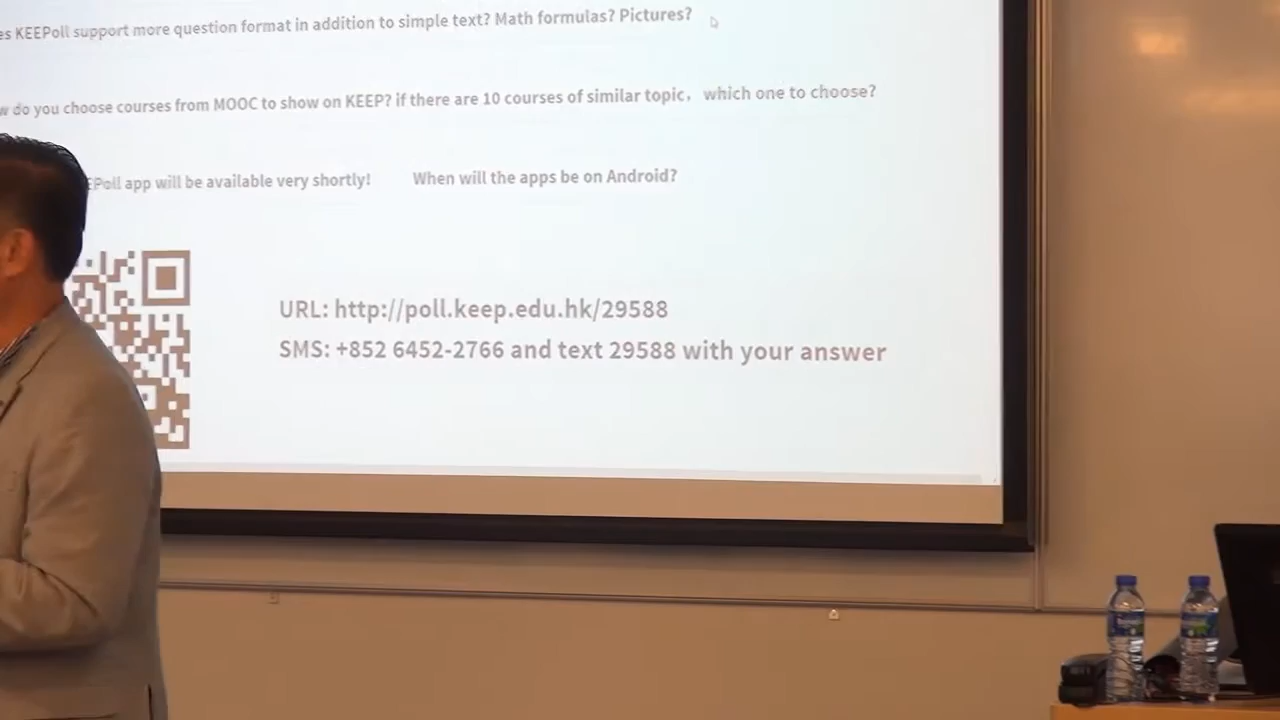 KEEPoll support more question format in addition to simple text? Math formulas? Pictures?
do you choose courses from MOOC to show on KEEP? if there are 10 courses of similar topic，which one to choose?
app will be available very shortly! When will the apps be on Android?
URL: http://poll.keep.edu.hk/29588
SMS: +852 6452-2766 and text 29588 with your answer